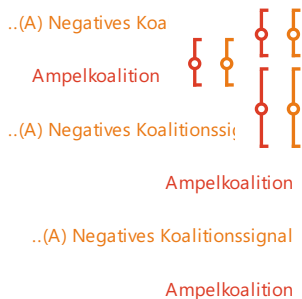 ..(A) Negatives Koa
Ampelkoalition
..(A) Negatives Koalitionssig
Ampelkoalition
..(A) Negatives Koalitionssignal
Ampelkoalition